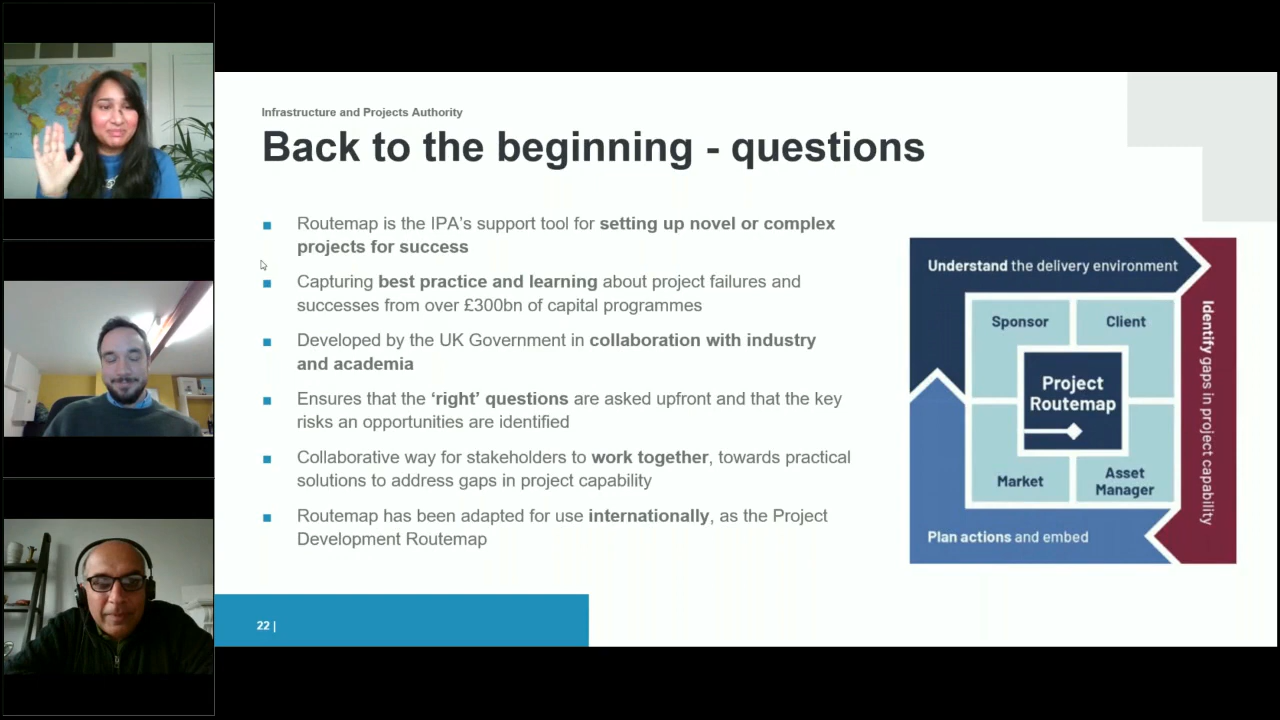 Infrastructure and Projects Authority
Back to the beginning - questions
Routemap is the IPA's support tool for setting up novel or complex
projects for success
Capturing best practice and learning about project failures and
successes from over £300bn of capital programmes
Developed by the UK Government in collaboration with industry
and academia
Ensures that the ‘right’ questions are asked upfront and that the key
risks an opportunities are identified
Collaborative way for stakeholders to work together, towards practical
solutions to address gaps in project capability
Routemap has been adapted for use internationally, as the Project
Development Routemap
22 |
Understand the delivery environment
Identify gaps in project capability
Sponsor
Client
Project
Routemap
Market
Asset
Manager
Plan actions and embed